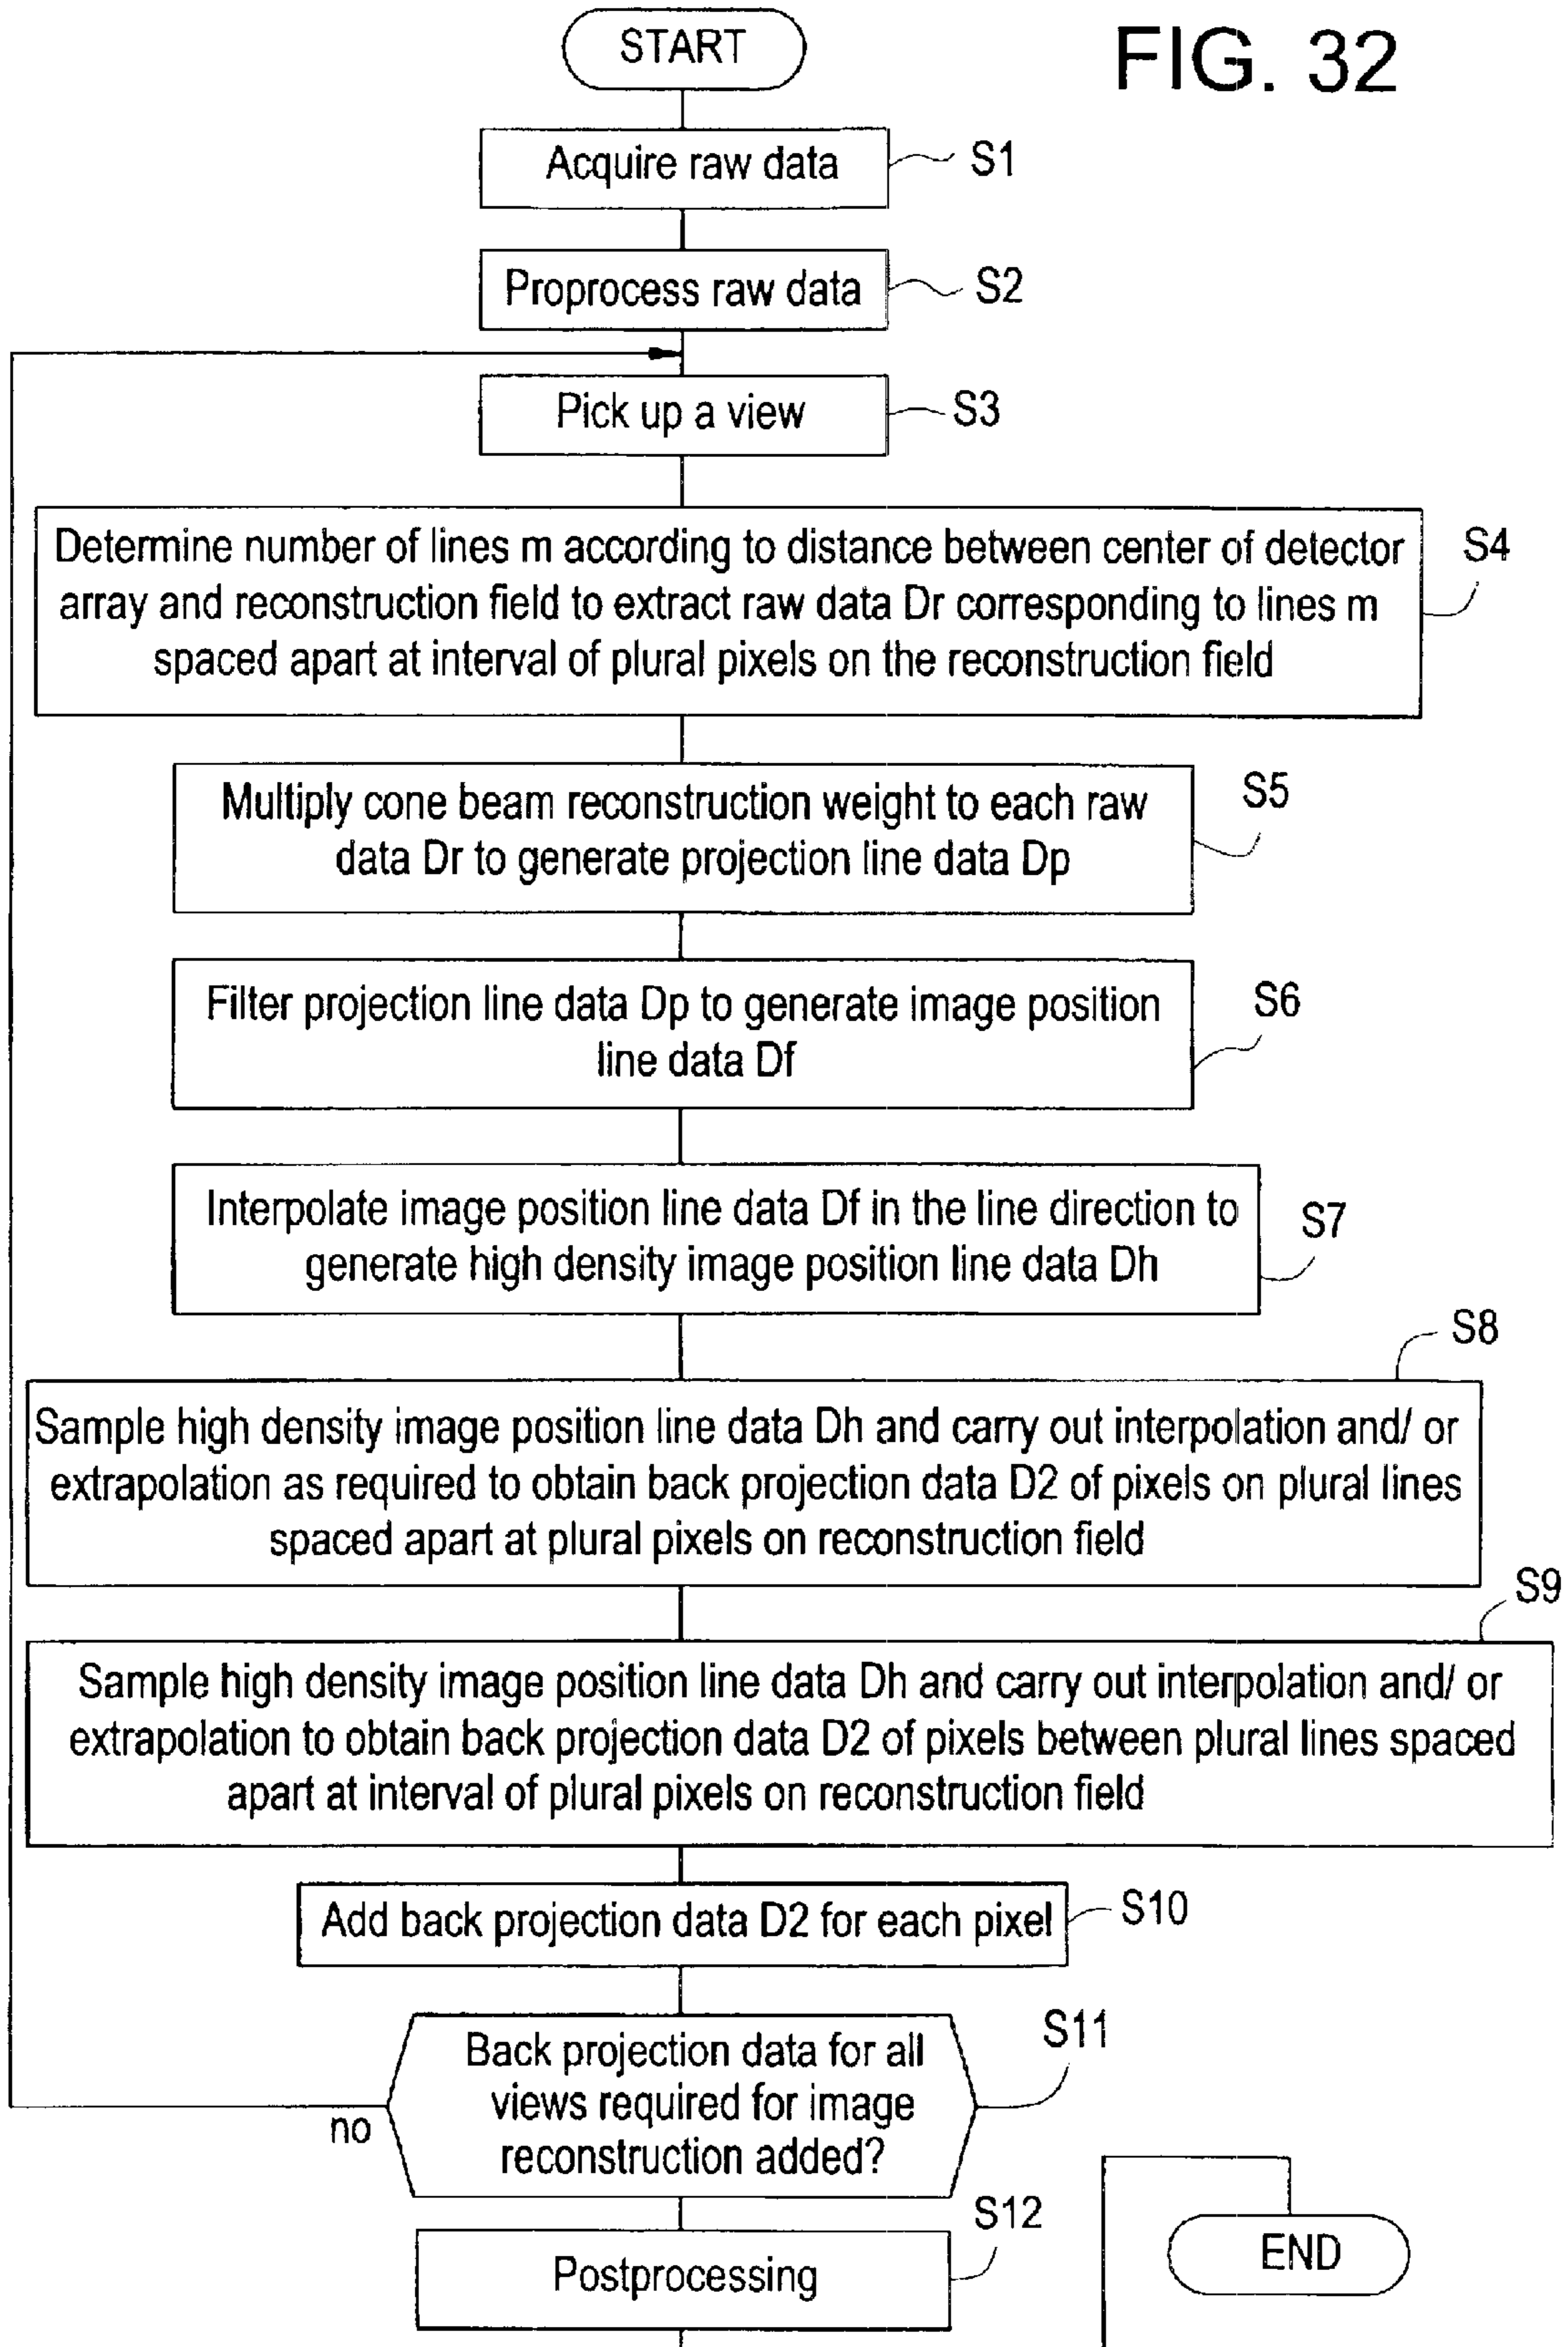 START
FIG. 32
Acquire raw data
S1
Proprocess raw data
S2
Pick up a view
S3
Determine number of lines m according to distance between center of detector
array and reconstruction field to extract raw data Dr corresponding to lines m
spaced apart at interval of plural pixels on the reconstruction field
S4
Multiply cone beam reconstruction weight to each raw
data Dr to generate projection line data Dp
S5
Filter projection line data Dp to generate image position
line data Df
S6
Interpolate image position line data Df in the line direction to
generate high density image position line data Dh
S7
S8
Sample high density image position line data Dh and carry out interpolation and/ or
extrapolation as required to obtain back projection data D2 of pixels on plural lines
spaced apart at plural pixels on reconstruction field
S9
Sample high density image position line data Dh and carry out interpolation and/ or
extrapolation to obtain back projection data D2 of pixels between plural lines spaced
apart at interval of plural pixels on reconstruction field
Add back projection data D2 for each pixel
S10
Back projection data for all
views required for image
reconstruction added?
S11
no
S12
Postprocessing
END